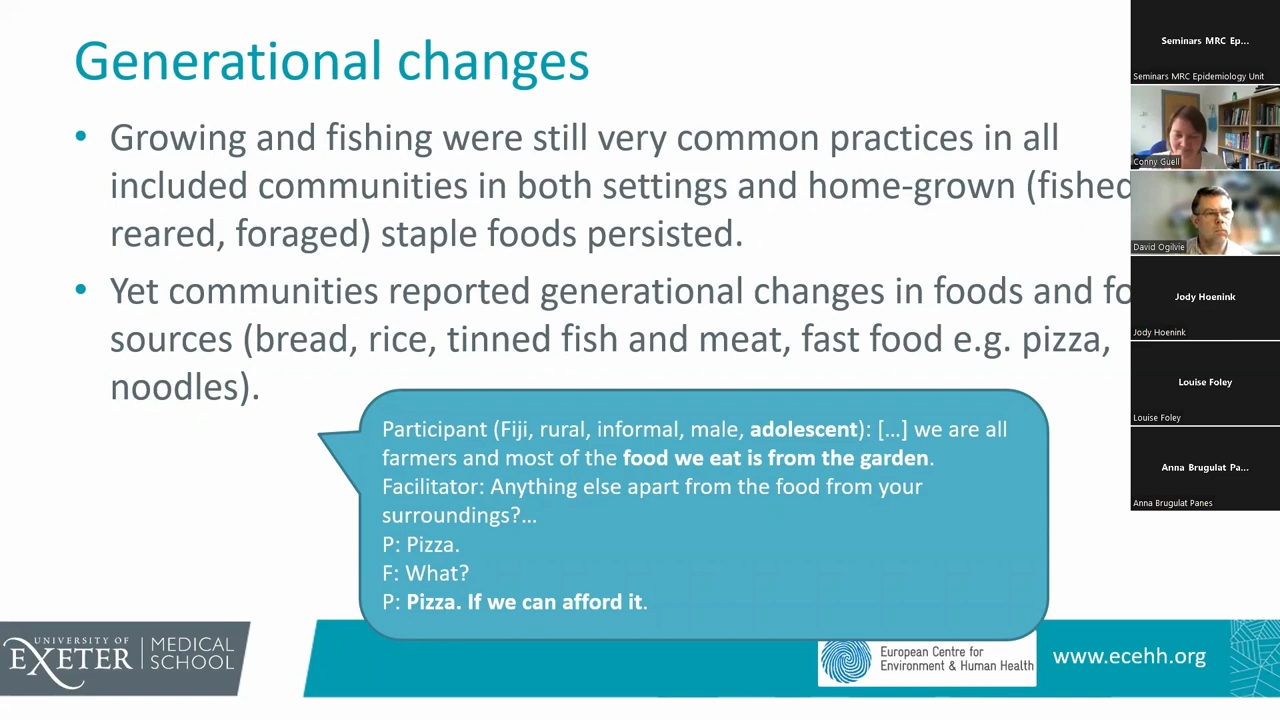 Generational changes
• Growing and fishing were still very common practices in all
included communities in both settings and home-grown (fished
reared, foraged) staple foods persisted.
• Yet communities reported generational changes in foods and fo
sources (bread, rice, tinned fish and meat, fast food e.g. pizza,
noodles).
Participant (Fiji, rural, informal, male, adolescent): [...] we are all
farmers and most of the food we eat is from the garden.
Facilitator: Anything else apart from the food from your
surroundings?...
P: Pizza.
F: What?
P: Pizza. If we can afford it.
UNIVERSITY OF
EXETER
MEDICAL
SCHOOL
European Centre for
Environment & Human Health
www.ecehh.org
Seminars MRC Ep...
Seminars MRC Epidemiology Unit
Conny Guell
David Ogilvie
Jody Hoenink
Jody Hoenink
Louise Foley
Louise Foley
Anna Brugulat Pa...
Anna Brugulat Panes